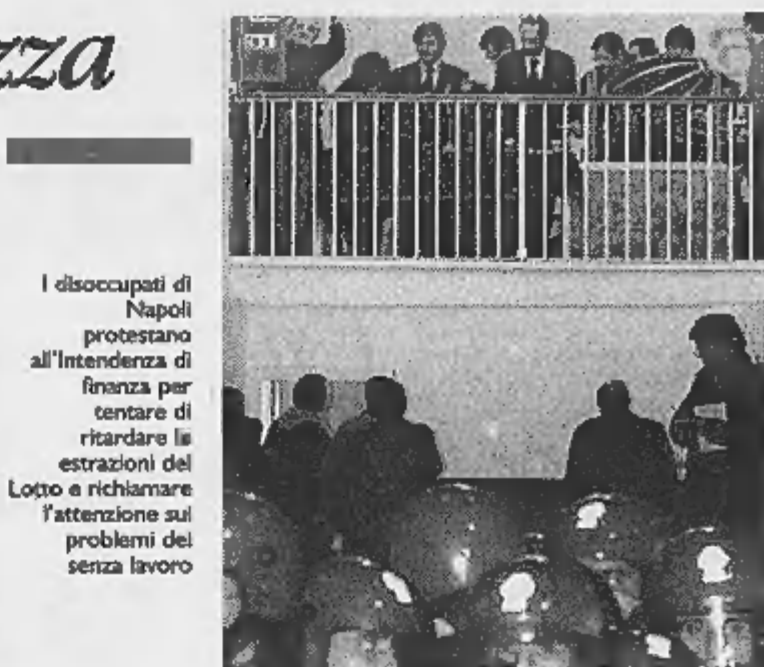 zza
I disoccupati di
Napoli
protestano
all'Intendenza di
finanza per
tentare di
ritardare le
estrazioni del
Lotto e richiamare
l'attenzione sui
problemi dei
senza lavoro